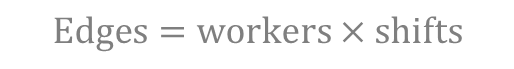 Edges = workers × shifts